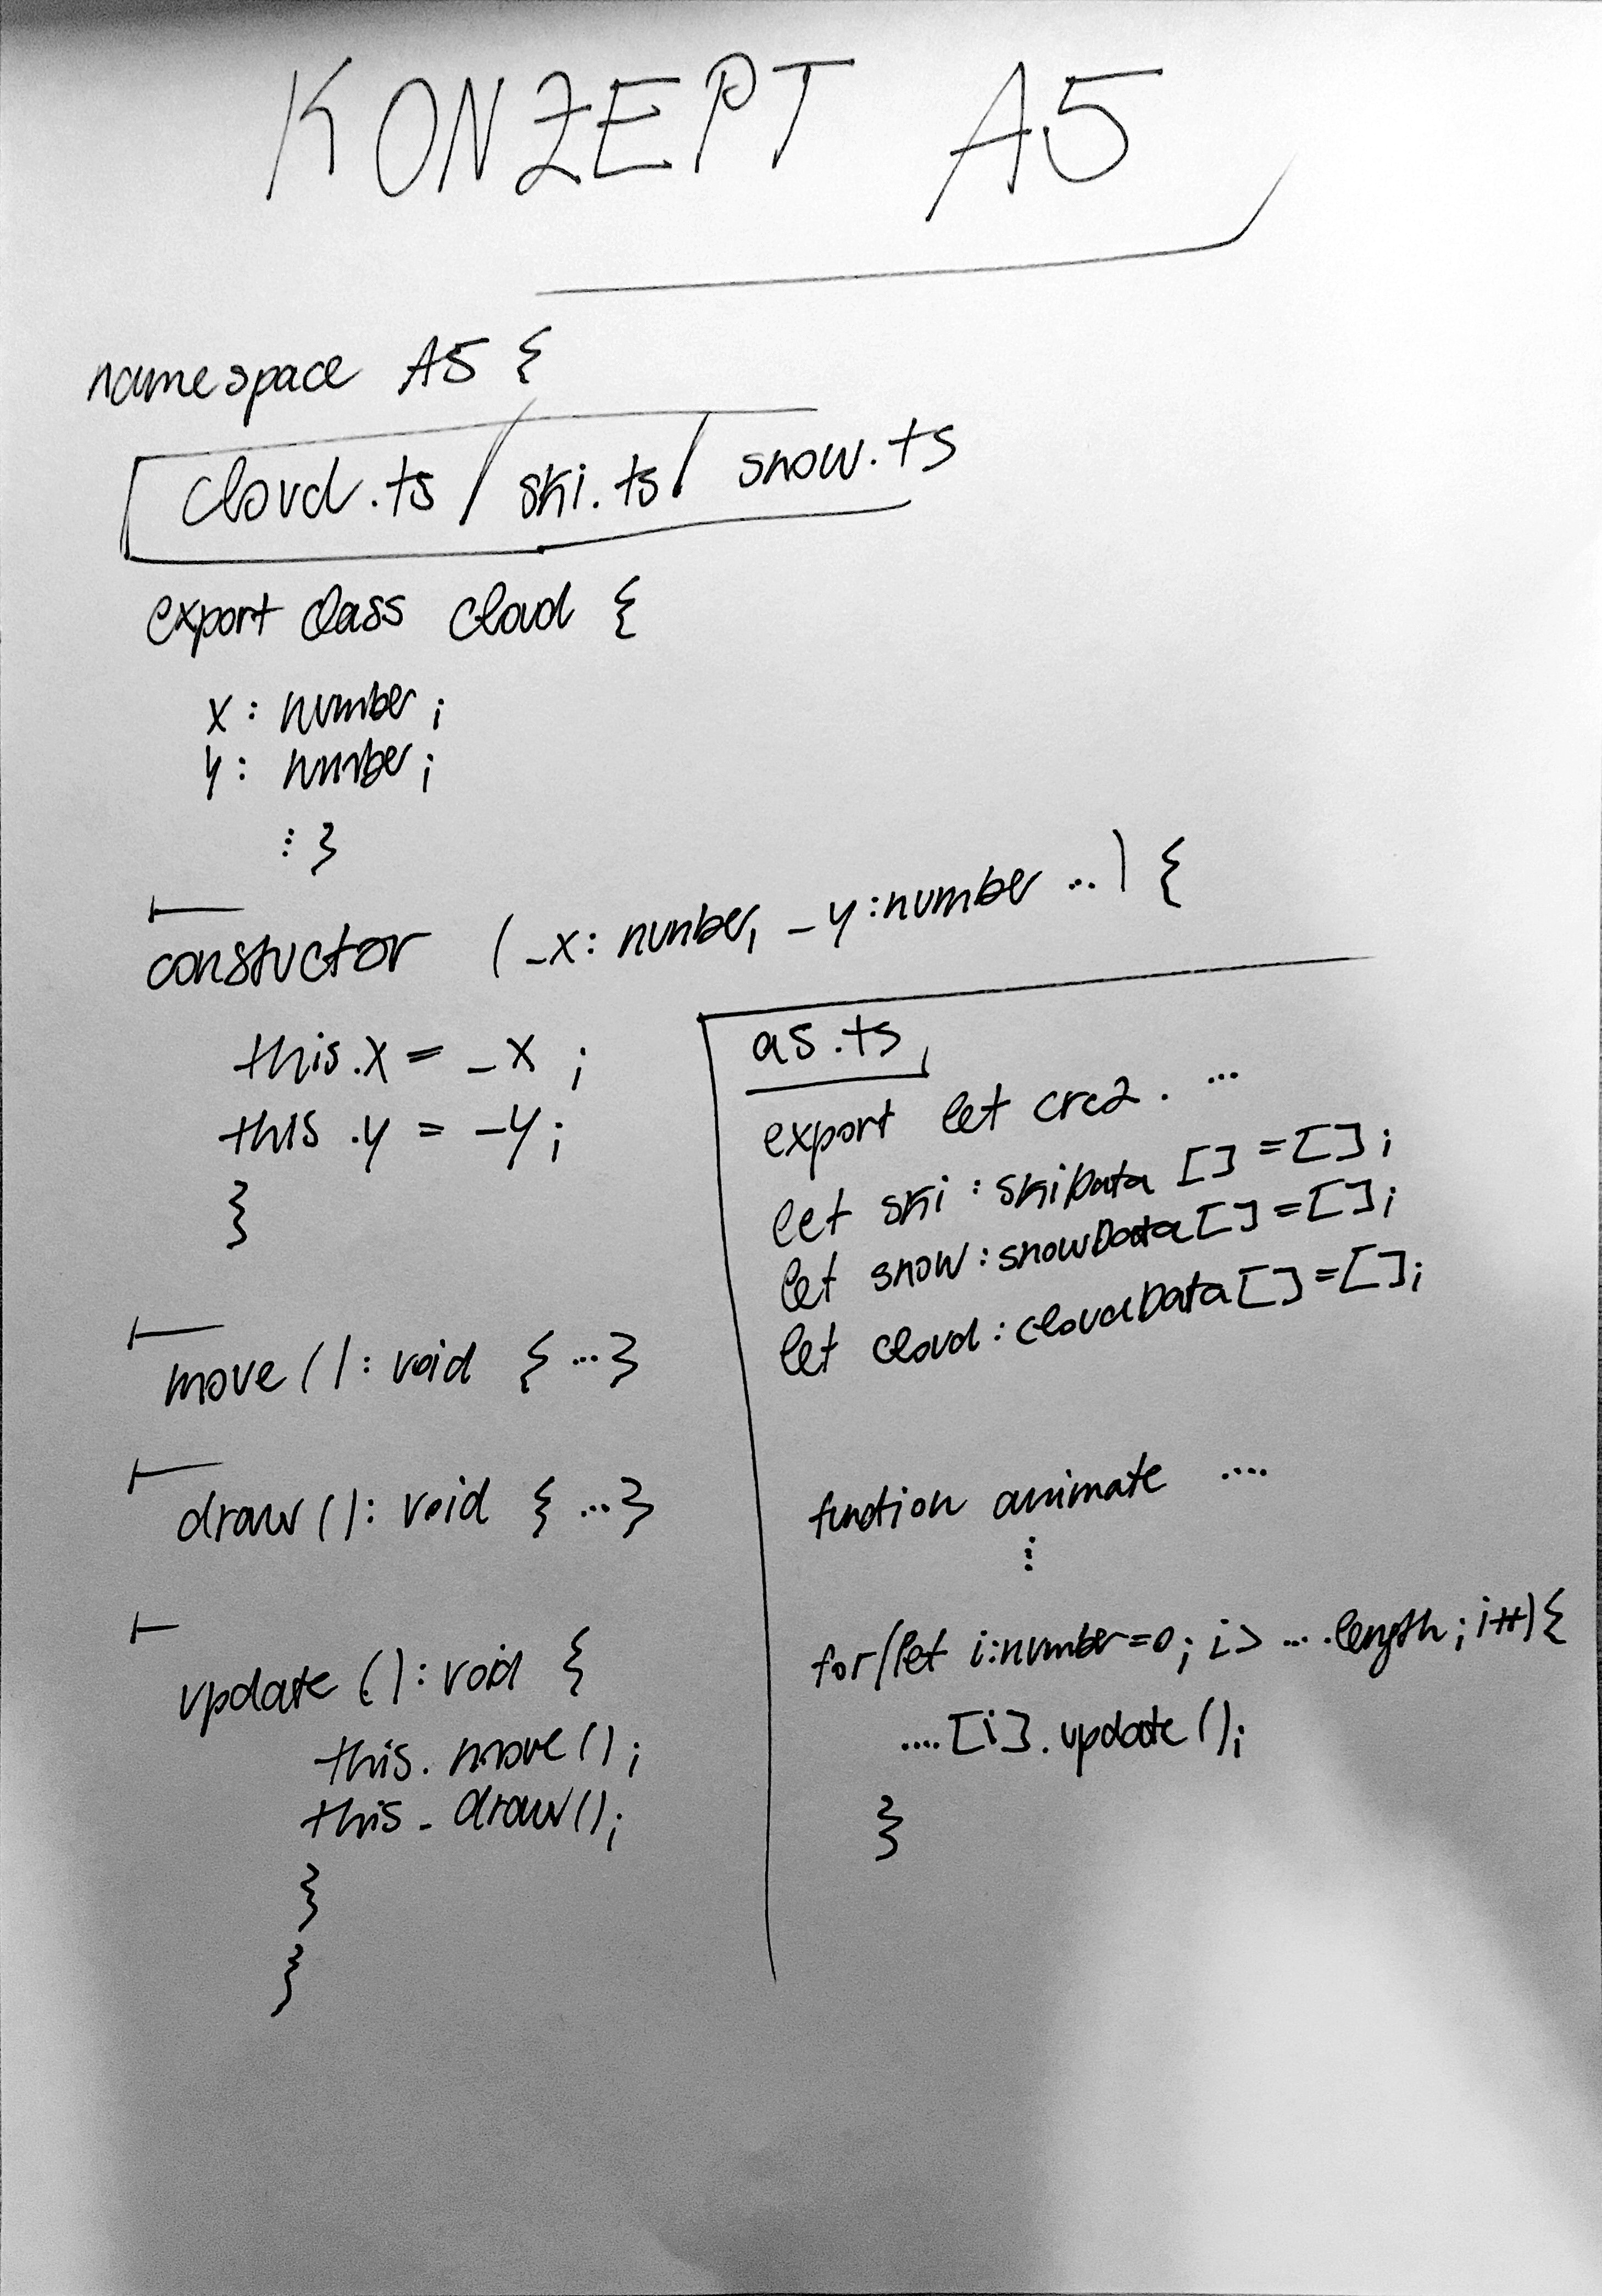 KONZEPT A5
namespace A5 {
cloud.ts / ski.ts / snow.ts
export class cloud {
x : number ;
y : number ;
: }
constuctor ( _x : number, _y : number ... ) {
this.x = _x ;
this.y = _y ;
}
move ( ) : void { ... }
draw ( ) : void { ... }
update ( ) : void {
this. move ( ) ;
this. draw ( ) ;
}
}
a5.ts
export let crc2. ...
let ski : skiData [ ] = [ ] ;
let snow : snowData [ ] = [ ] ;
let cloud : cloudData [ ] = [ ] ;
function animate ....
⋮
for (let i:number=0; i > ... .length; i++) {
.... [i]. update ( ) ;
}